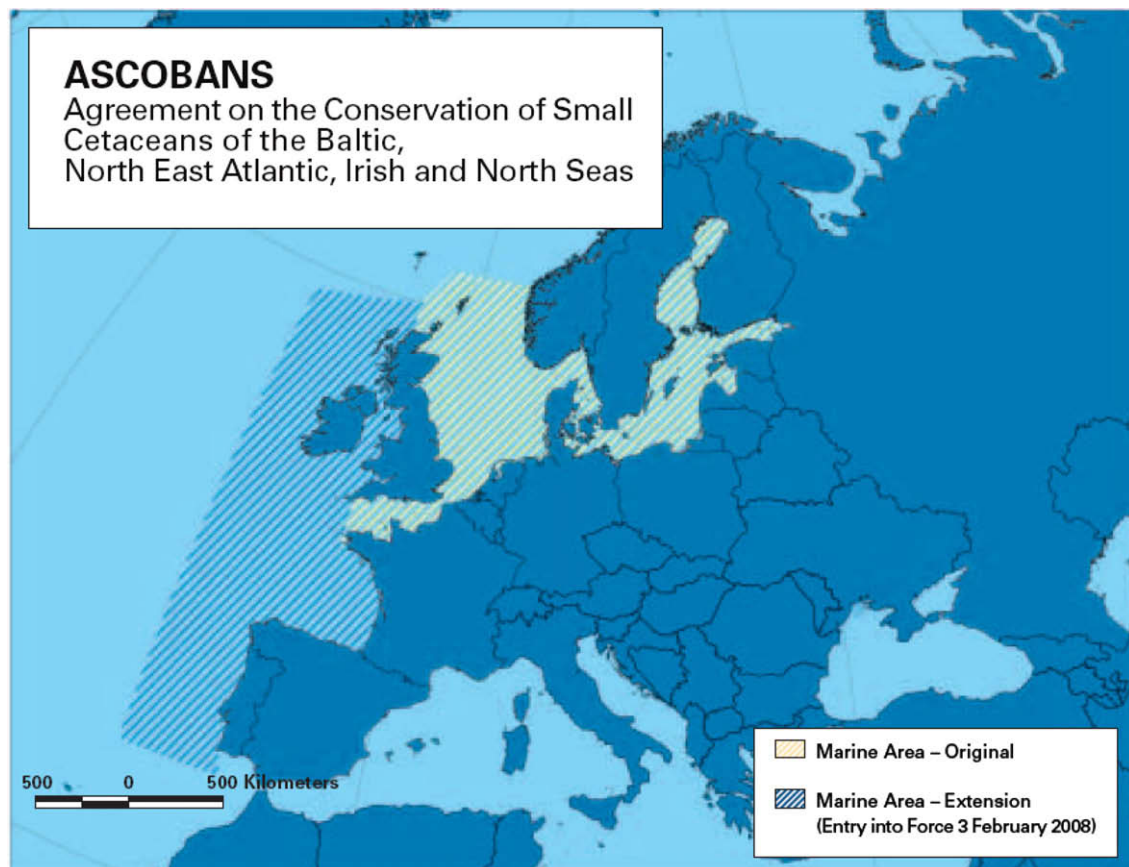 ASCOBANS
Agreement on the Conservation of Small
Cetaceans of the Baltic,
North East Atlantic, Irish and North Seas
500 0 500 Kilometers
Marine Area – Original
Marine Area – Extension
(Entry into Force 3 February 2008)